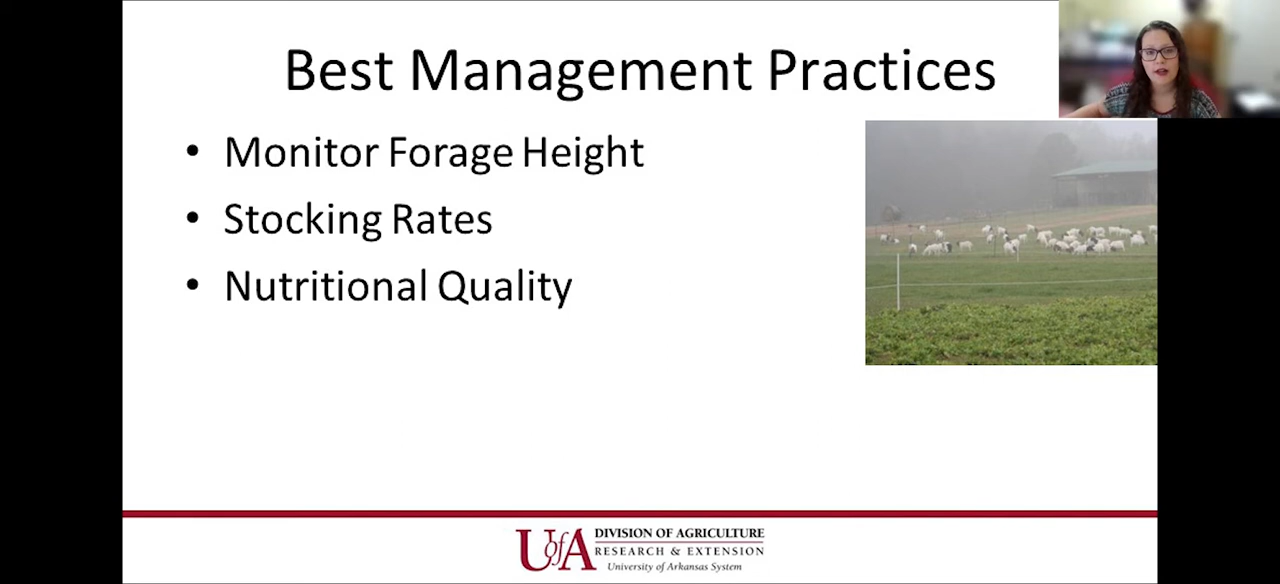 Best Management Practices
• Monitor Forage Height
• Stocking Rates
• Nutritional Quality
UofA
DIVISION OF AGRICULTURE
RESEARCH & EXTENSION
University of Arkansas System